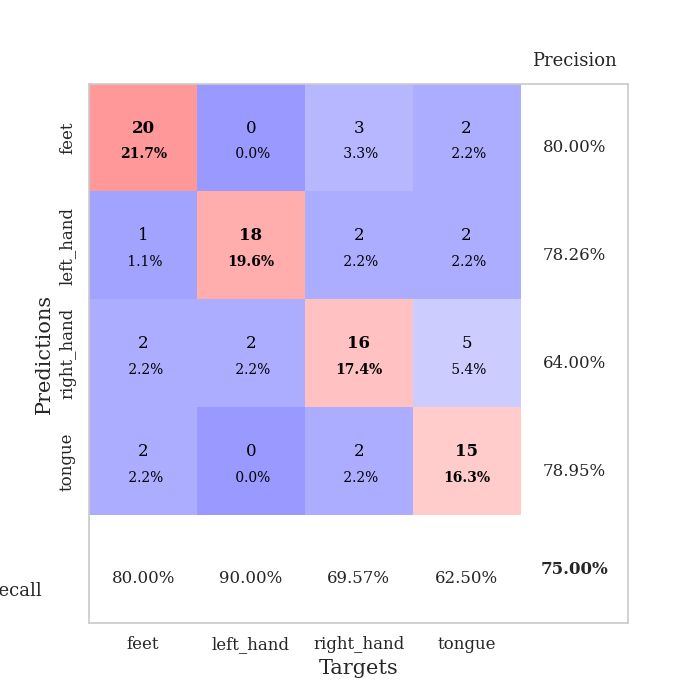 Precision
feet
20 0 3 2 80.00%
21.7% 0.0% 3.3% 2.2%
left_hand
1 18 2 2 78.26%
1.1% 19.6% 2.2% 2.2%
right_hand
2 2 16 5 64.00%
2.2% 2.2% 17.4% 5.4%
tongue
2 0 2 15 78.95%
2.2% 0.0% 2.2% 16.3%
Predictions
ecall 80.00% 90.00% 69.57% 62.50% 75.00%
feet left_hand right_hand tongue
Targets